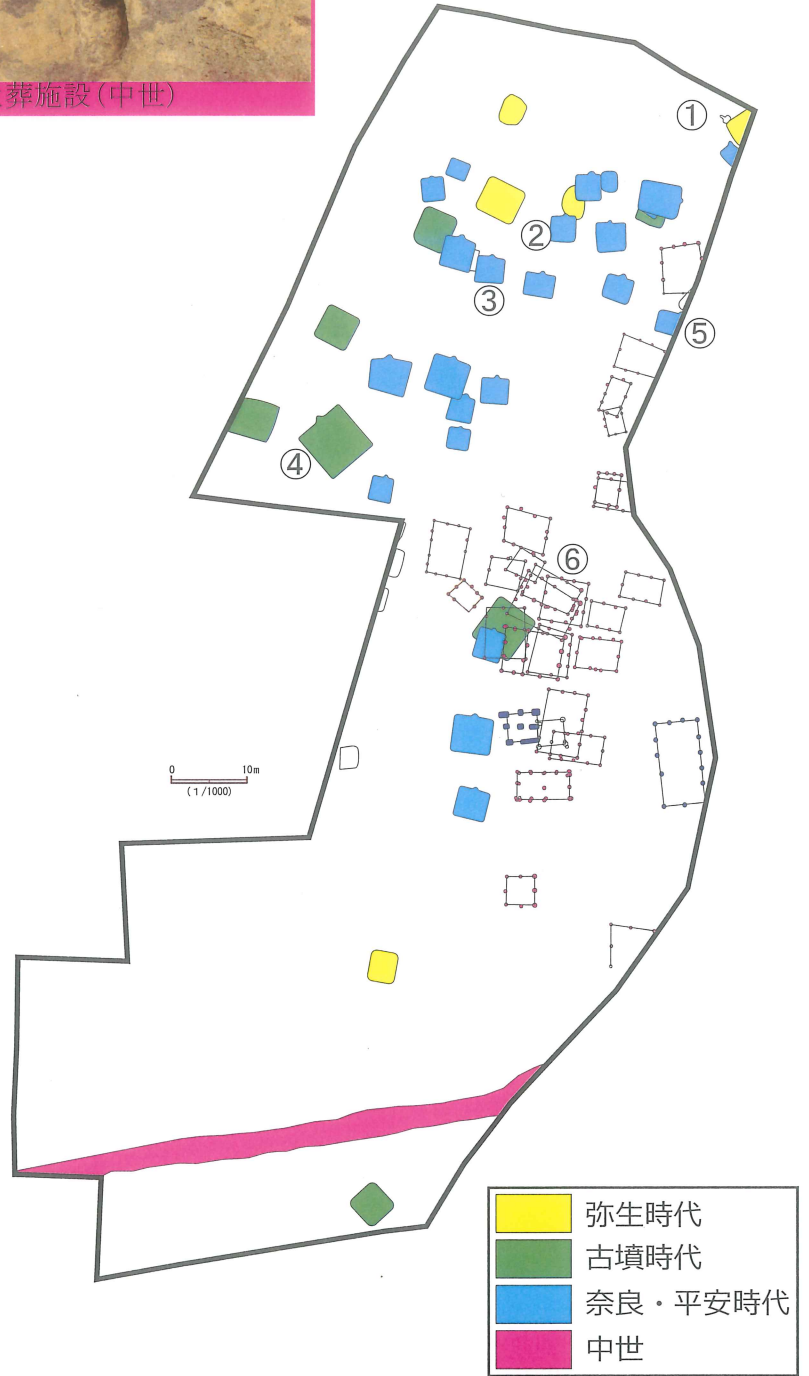 葬施設(中世)
①
②
③
⑤
④
⑥
0 10m
(1/1000)
弥生時代
古墳時代
奈良・平安時代
中世